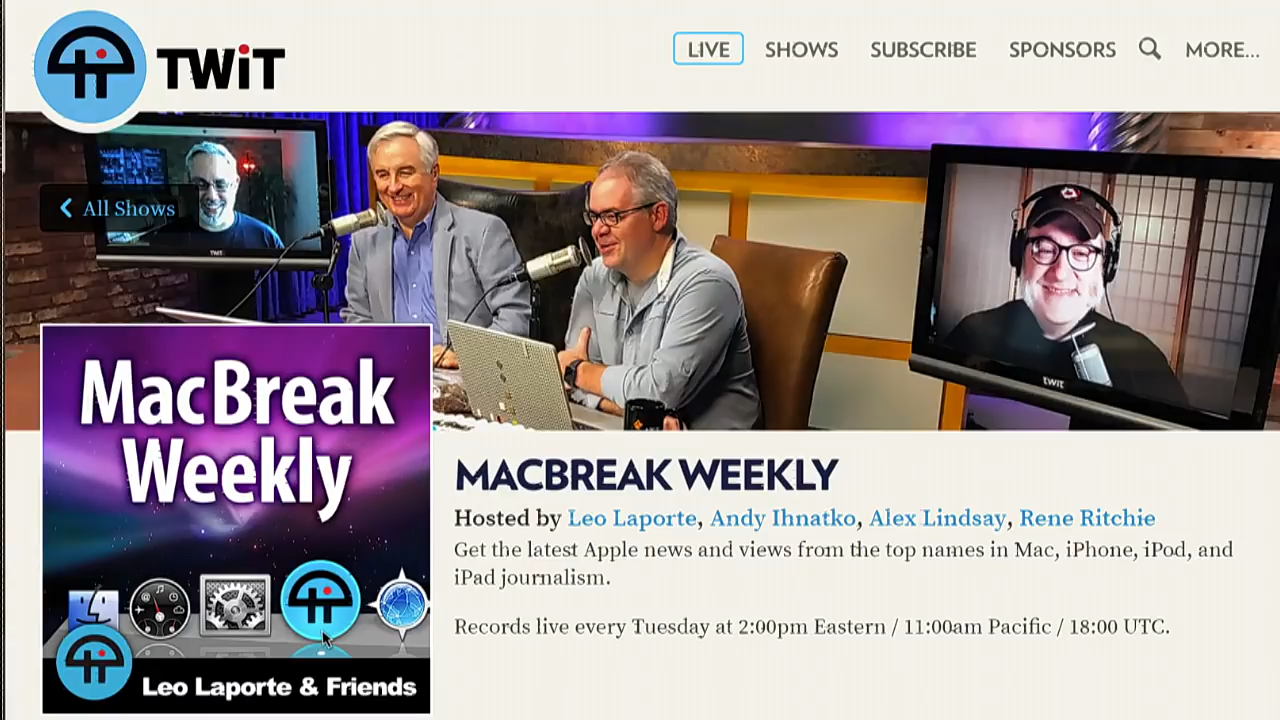 TWiT
LIVE SHOWS SUBSCRIBE SPONSORS MORE...
All Shows
TWiT
TWiT
MacBreak
Weekly
Leo Laporte & Friends
MACBREAK WEEKLY
Hosted by Leo Laporte, Andy Ihnatko, Alex Lindsay, Rene Ritchie
Get the latest Apple news and views from the top names in Mac, iPhone, iPod, and
iPad journalism.
Records live every Tuesday at 2:00pm Eastern / 11:00am Pacific / 18:00 UTC.